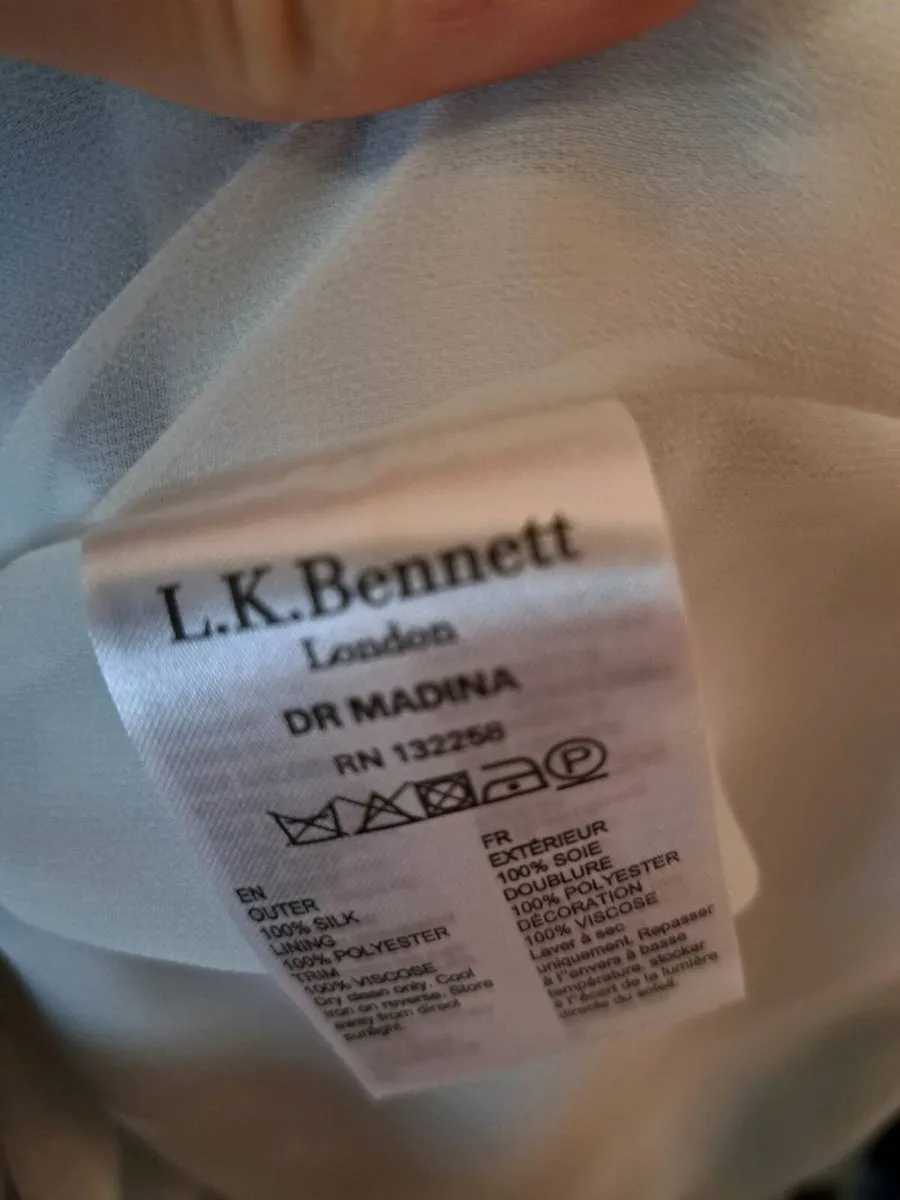 L.K.Bennett
London
DR MADINA
RN 132258
P
EN
OUTER
100% SILK
LINING
100% POLYESTER
TRIM
100% VISCOSE
Dry clean only. Cool
iron on reverse. Store
away from direct
sunlight.
FR
EXTÉRIEUR
100% SOIE
DOUBLURE
100% POLYESTER
DÉCORATION
100% VISCOSE
Laver à sec
uniquement. Repasser
à l'envers à basse
température, stocker
à l'écart de la lumière
directe du soleil.